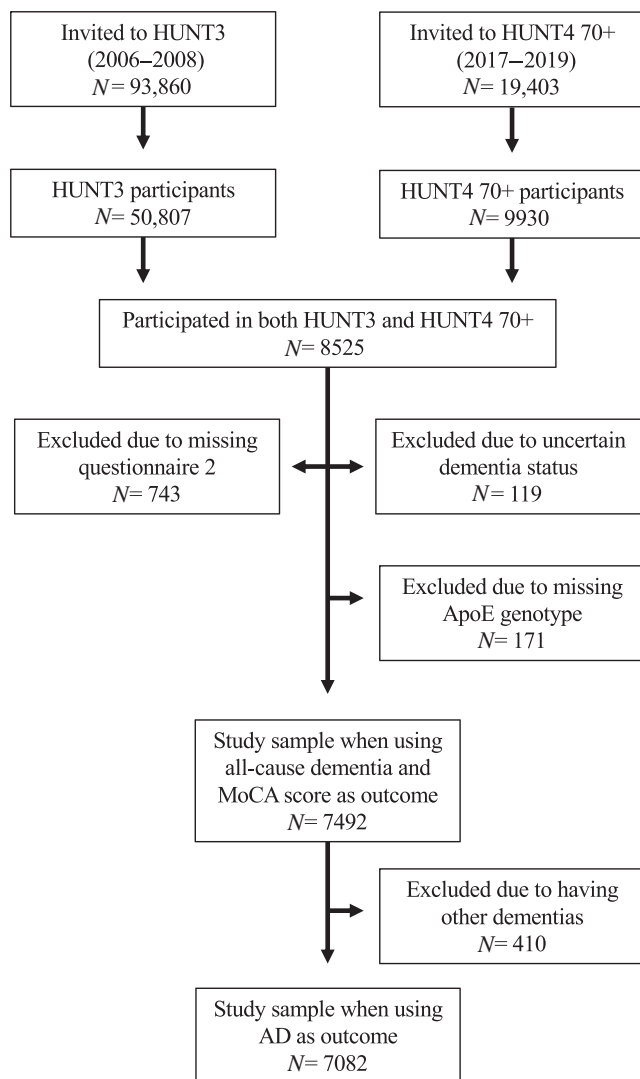 Invited to HUNT3
(2006–2008)
N= 93,860
Invited to HUNT4 70+
(2017–2019)
N= 19,403
HUNT3 participants
N= 50,807
HUNT4 70+ participants
N= 9930
Participated in both HUNT3 and HUNT4 70+
N= 8525
Excluded due to missing
questionnaire 2
N= 743
Excluded due to uncertain
dementia status
N= 119
Excluded due to missing
ApoE genotype
N= 171
Study sample when using
all-cause dementia and
MoCA score as outcome
N= 7492
Excluded due to having
other dementias
N= 410
Study sample when using
AD as outcome
N= 7082